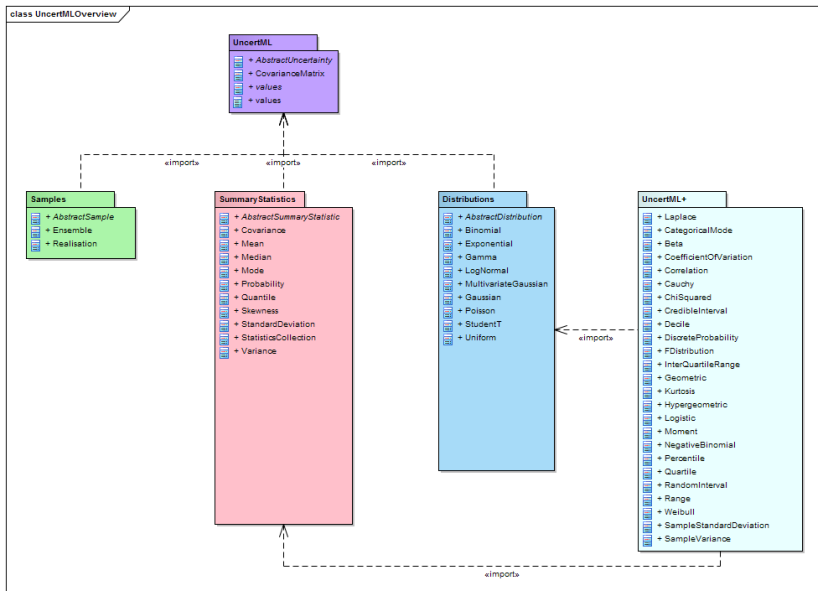 class UncertMLOverview
UncertML
+ AbstractUncertainty
+ CovarianceMatrix
+ values
+ values
«import»
«import»
«import»
Samples
+ AbstractSample
+ Ensemble
+ Realisation
SummaryStatistics
+ AbstractSummaryStatistic
+ Covariance
+ Mean
+ Median
+ Mode
+ Probability
+ Quantile
+ Skewness
+ StandardDeviation
+ StatisticsCollection
+ Variance
Distributions
+ AbstractDistribution
+ Binomial
+ Exponential
+ Gamma
+ LogNormal
+ MultivariateGaussian
+ Gaussian
+ Poisson
+ StudentT
+ Uniform
«import»
UncertML+
+ Laplace
+ CategoricalMode
+ Beta
+ CoefficientOfVariation
+ Correlation
+ Cauchy
+ ChiSquared
+ CredibleInterval
+ Decile
+ DiscreteProbability
+ FDistribution
+ InterQuartileRange
+ Geometric
+ Kurtosis
+ Hypergeometric
+ Logistic
+ Moment
+ NegativeBinomial
+ Percentile
+ Quartile
+ RandomInterval
+ Range
+ Weibull
+ SampleStandardDeviation
+ SampleVariance
«import»